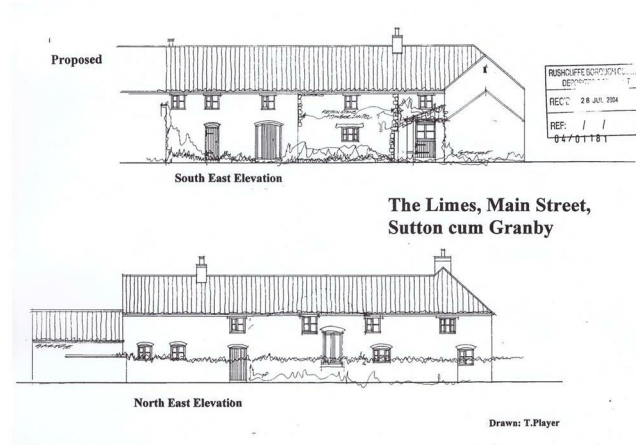 Proposed
RUSHCLIFFE BOROUGH
REC'D 28 JUL 2004
REF: / /
04/01181
South East Elevation
The Limes, Main Street,
Sutton cum Granby
North East Elevation
Drawn: T.Player